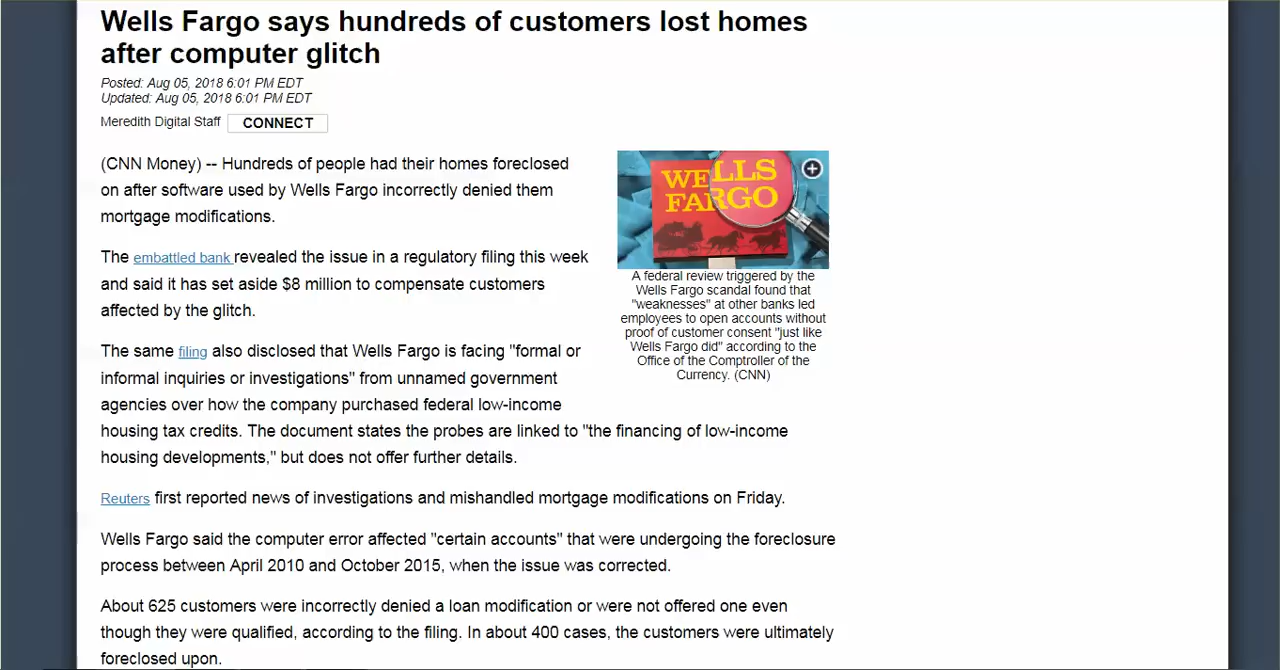 Wells Fargo says hundreds of customers lost homes
after computer glitch
Posted: Aug 05, 2018 6:01 PM EDT
Updated: Aug 05, 2018 6:01 PM EDT
Meredith Digital Staff CONNECT
(CNN Money) -- Hundreds of people had their homes foreclosed
on after software used by Wells Fargo incorrectly denied them
mortgage modifications.
The embattled bank revealed the issue in a regulatory filing this week
and said it has set aside $8 million to compensate customers
affected by the glitch.
The same filing also disclosed that Wells Fargo is facing "formal or
informal inquiries or investigations" from unnamed government
agencies over how the company purchased federal low-income
housing tax credits. The document states the probes are linked to "the financing of low-income
housing developments," but does not offer further details.
WELLS
FARGO
A federal review triggered by the
Wells Fargo scandal found that
"weaknesses" at other banks led
employees to open accounts without
proof of customer consent "just like
Wells Fargo did" according to the
Office of the Comptroller of the
Currency. (CNN)
Reuters first reported news of investigations and mishandled mortgage modifications on Friday.
Wells Fargo said the computer error affected "certain accounts" that were undergoing the foreclosure
process between April 2010 and October 2015, when the issue was corrected.
About 625 customers were incorrectly denied a loan modification or were not offered one even
though they were qualified, according to the filing. In about 400 cases, the customers were ultimately
foreclosed upon.